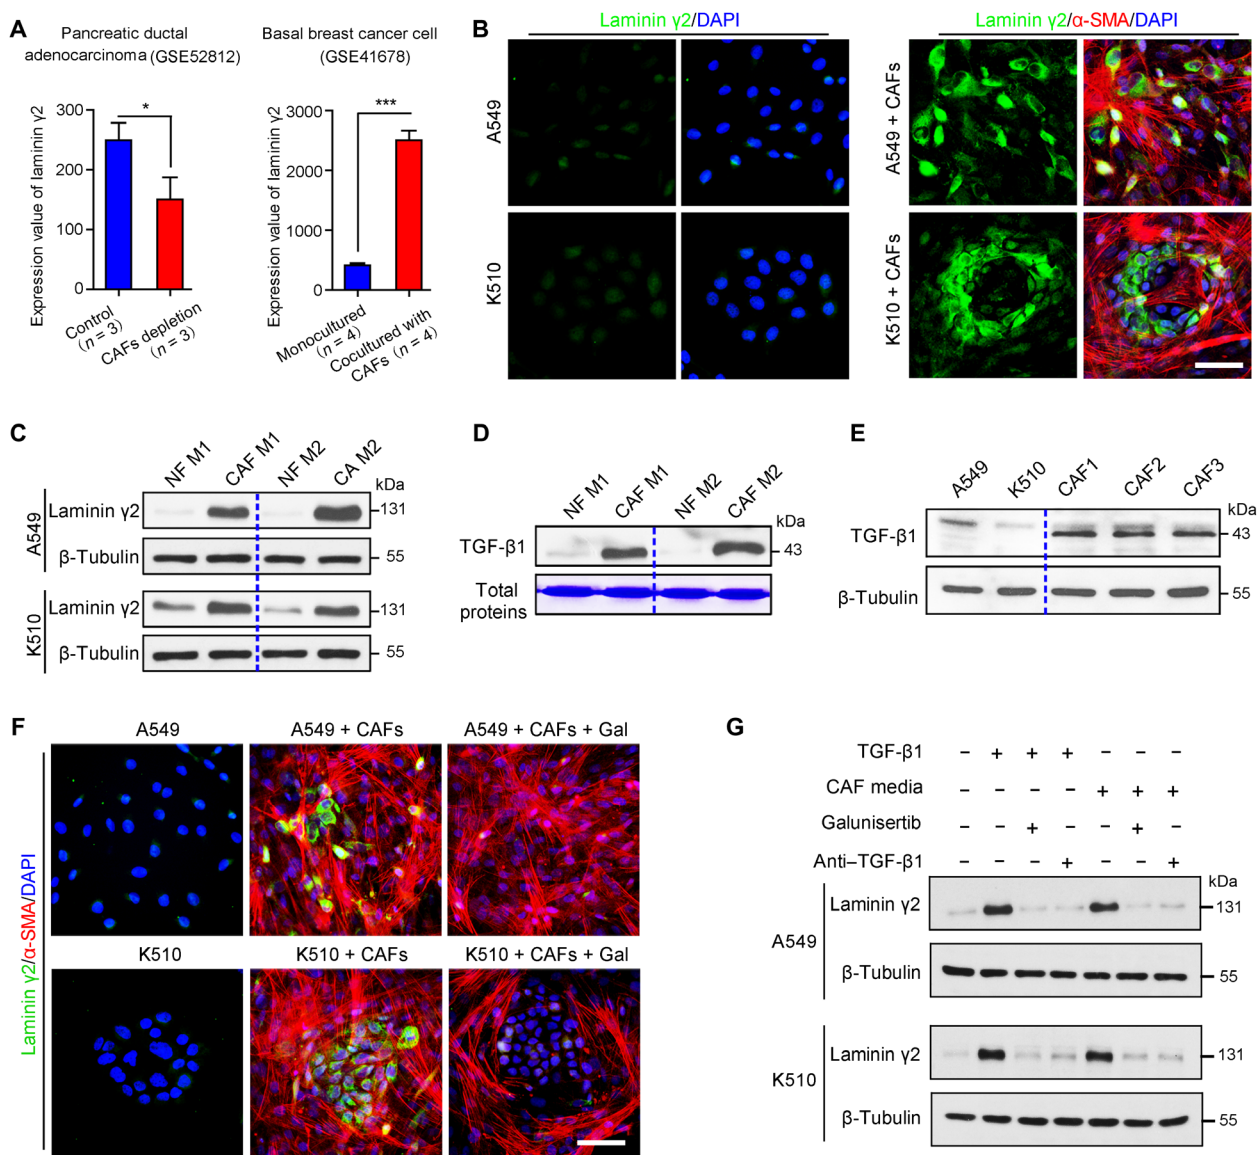 A
Pancreatic ductal
adenocarcinoma (GSE52812)
Expression value of laminin γ2
300
200
100
0
*
Control
(n = 3)
CAFs depletion
(n = 3)
Basal breast cancer cell
(GSE41678)
Expression value of laminin γ2
3000
2000
1000
0
***
Monocultured
(n = 4)
Cocultured with
CAFs (n = 4)
B
Laminin γ2/DAPI
Laminin γ2/α-SMA/DAPI
A549
K510
A549 + CAFs
K510 + CAFs
C
NF M1
CAF M1
NF M2
CA M2
kDa
A549
Laminin γ2
131
β-Tubulin
55
K510
Laminin γ2
131
β-Tubulin
55
D
NF M1
CAF M1
NF M2
CAF M2
kDa
TGF-β1
43
Total
proteins
E
A549
K510
CAF1
CAF2
CAF3
kDa
TGF-β1
43
β-Tubulin
55
F
Laminin γ2/α-SMA/DAPI
A549
A549 + CAFs
A549 + CAFs + Gal
K510
K510 + CAFs
K510 + CAFs + Gal
G
TGF-β1 – + + + – – –
CAF media – – – – + + +
Galunisertib – – + – – + –
Anti–TGF-β1 – – – + – – +
kDa
A549
Laminin γ2
131
β-Tubulin
55
K510
Laminin γ2
131
β-Tubulin
55